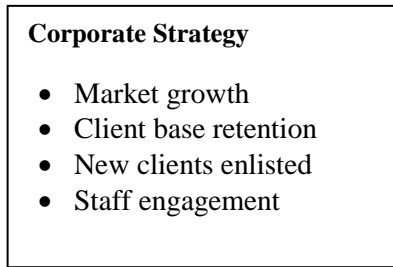 Corporate Strategy
• Market growth
• Client base retention
• New clients enlisted
• Staff engagement